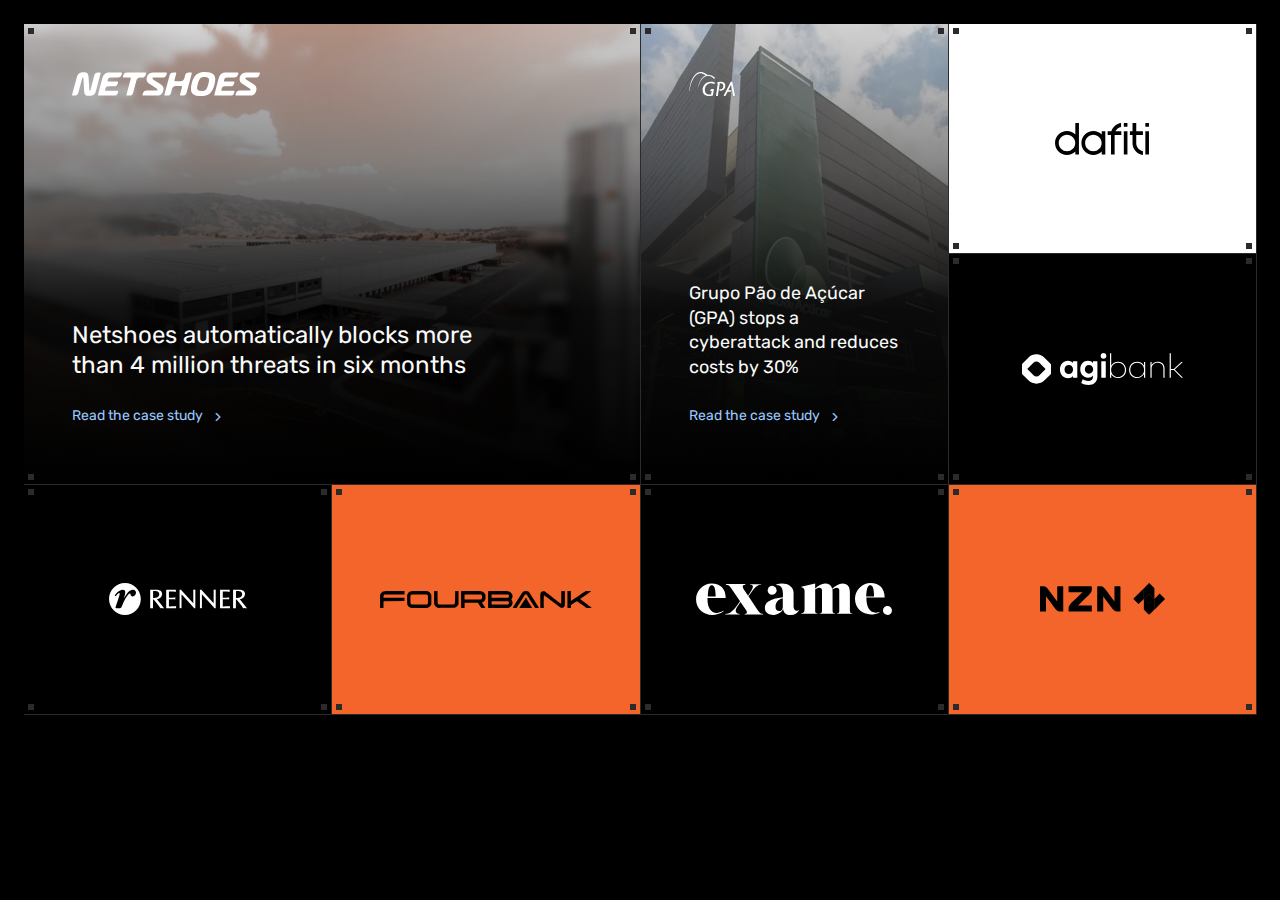 NETSHOES
Netshoes automatically blocks more
than 4 million threats in six months
Read the case study
GPA
Grupo Pão de Açúcar
(GPA) stops a
cyberattack and reduces
costs by 30%
Read the case study
dafiti
agibank
r RENNER
FOURBANK
exame.
NZN